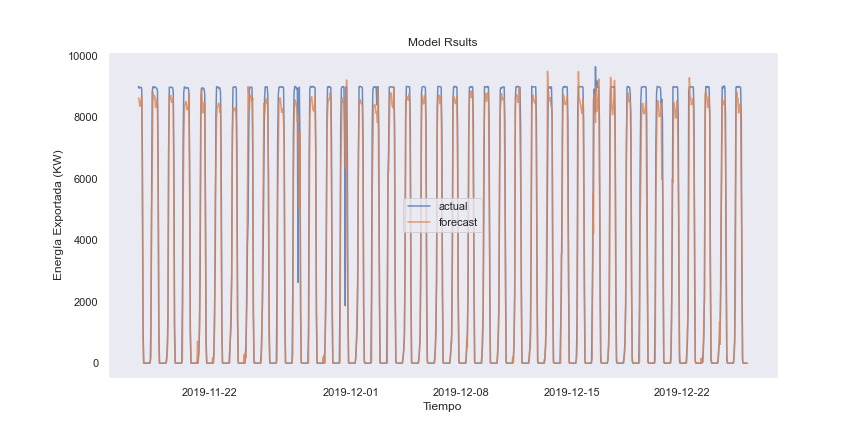 Model Rsults
Energía Exportada (KW)
10000
8000
6000
4000
2000
0
actual
forecast
2019-11-22 2019-12-01 2019-12-08 2019-12-15 2019-12-22
Tiempo